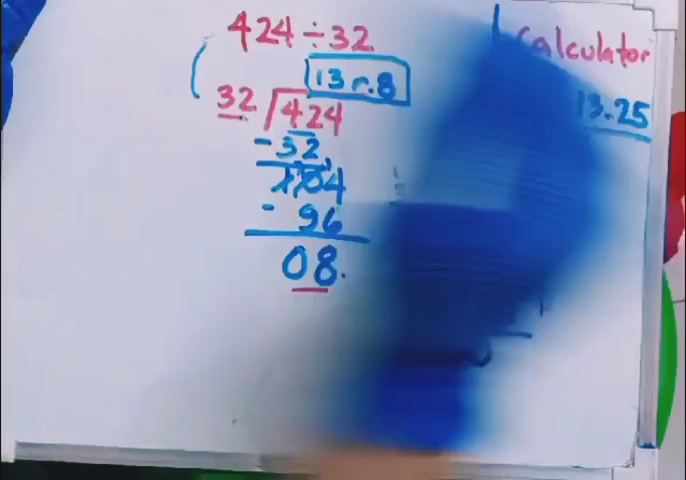 424 ÷ 32
Calculator
13 r. 8
13.25
32 424
- 32
104
- 96
08.